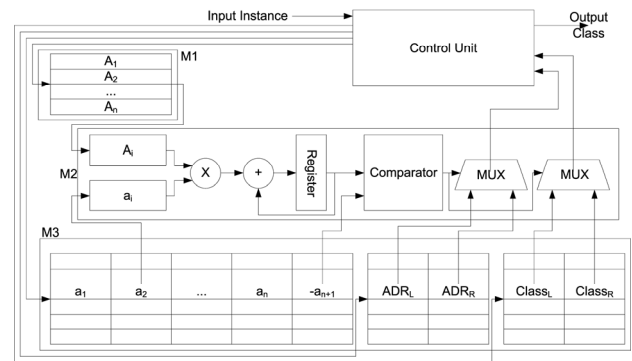 Input Instance
Output
Class
Control Unit
M1
A1
A2
...
An
M2
Ai
ai
X
+
Register
Comparator
MUX
MUX
M3
a1
a2
...
an
-an+1
ADRL
ADRR
ClassL
ClassR